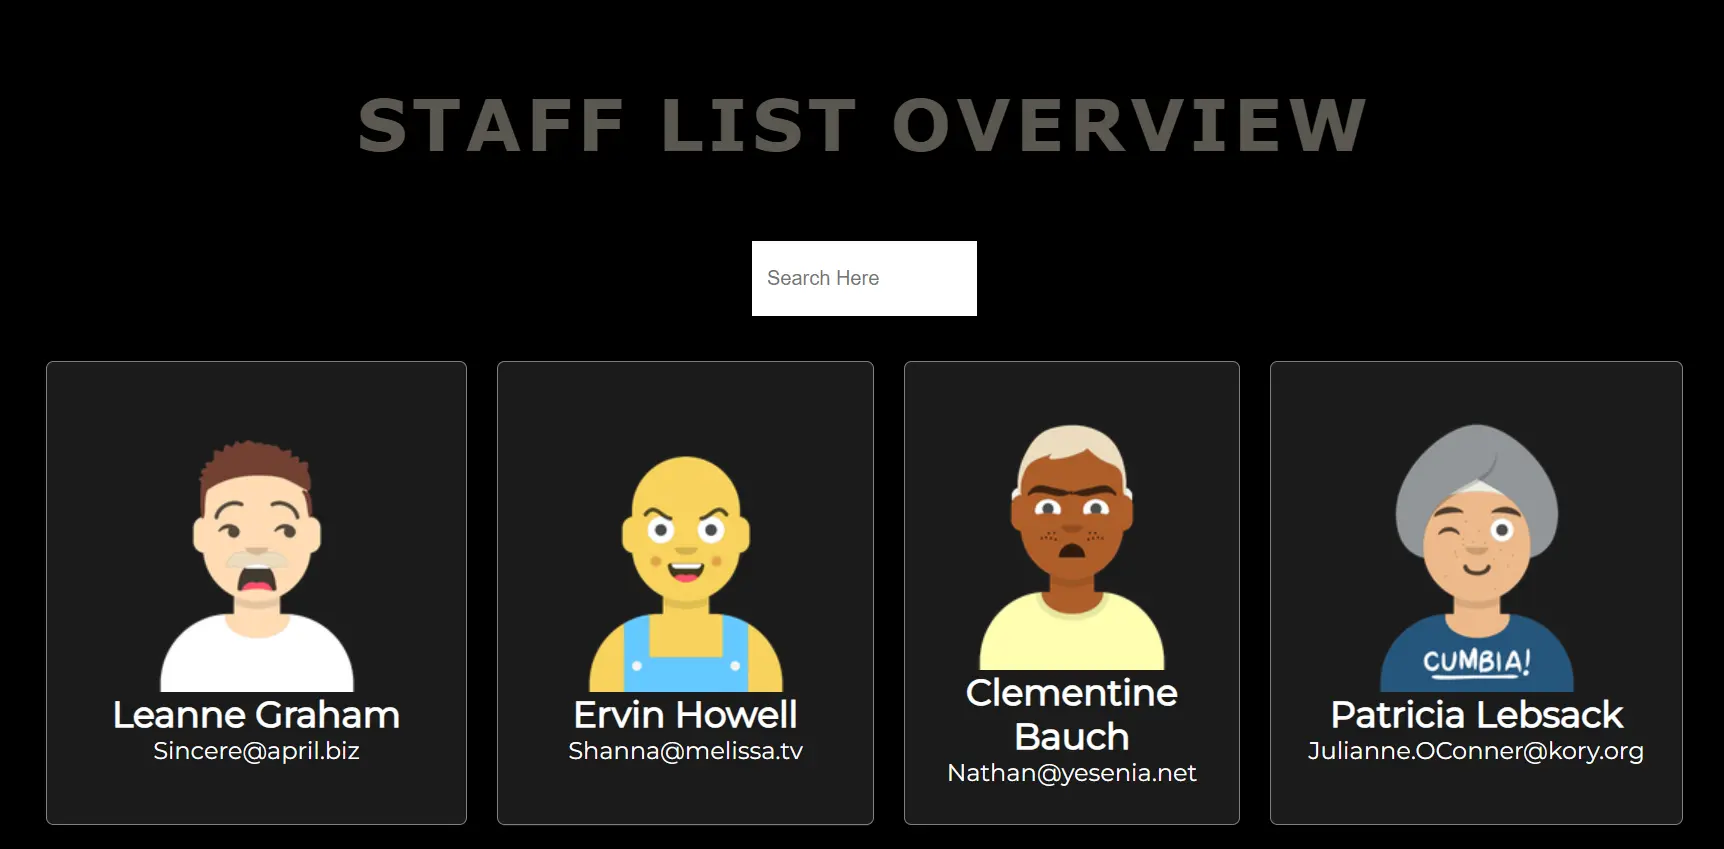 STAFF LIST OVERVIEW
Search Here
Leanne Graham
Sincere@april.biz
Ervin Howell
Shanna@melissa.tv
Clementine
Bauch
Nathan@yesenia.net
CUMBIA!
Patricia Lebsack
Julianne.OConner@kory.org